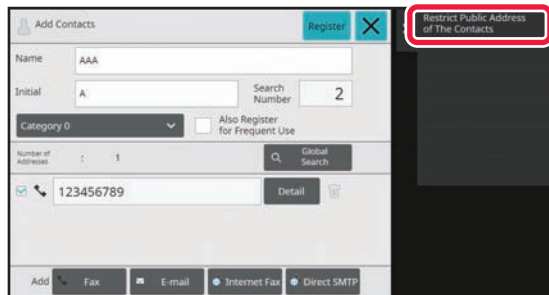 Add Contacts
Register
Restrict Public Address
of The Contacts
Name
AAA
Initial
A
Search
Number
2
Category 0
Also Register
for Frequent Use
Number of
Addresses
:
1
Global
Search
123456789
Detail
Add
Fax
E-mail
Internet Fax
Direct SMTP